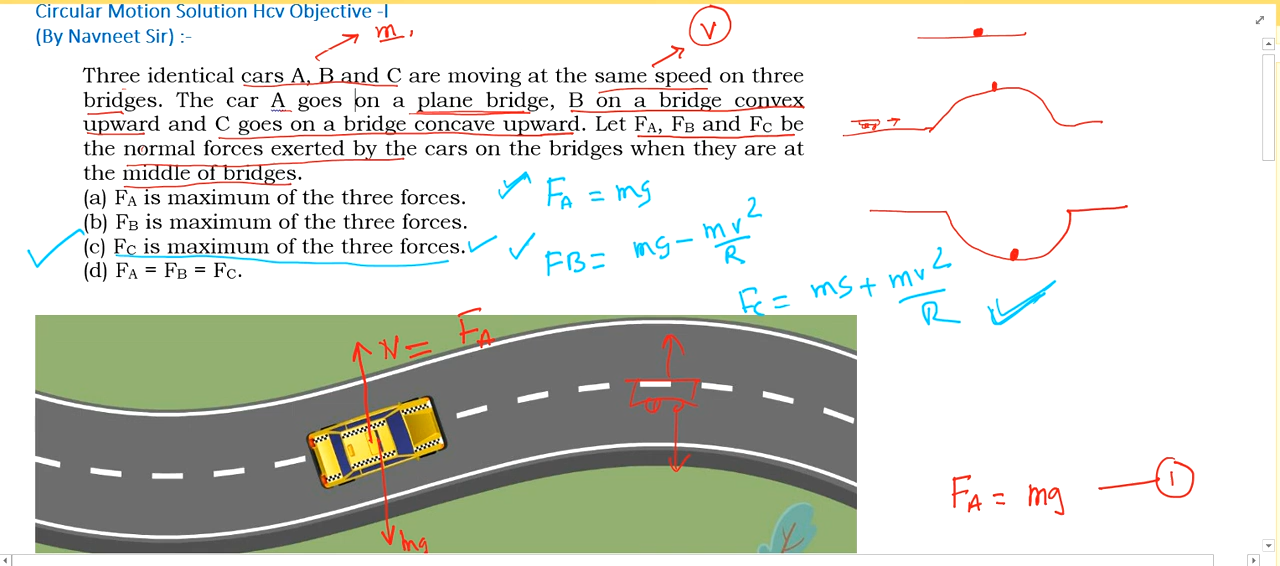 Circular Motion Solution Hcv Objective -I
(By Navneet Sir) :-
m,
V
Three identical cars A, B and C are moving at the same speed on three
bridges. The car A goes on a plane bridge, B on a bridge convex
upward and C goes on a bridge concave upward. Let FA, FB and FC be
the normal forces exerted by the cars on the bridges when they are at
the middle of bridges.
(a) FA is maximum of the three forces.
(b) FB is maximum of the three forces.
(c) FC is maximum of the three forces.
(d) FA = FB = FC.
FA = mg
FB = mg - mv²/R
FC = mg + mv²/R
N = FA
mg
FA = mg — 1